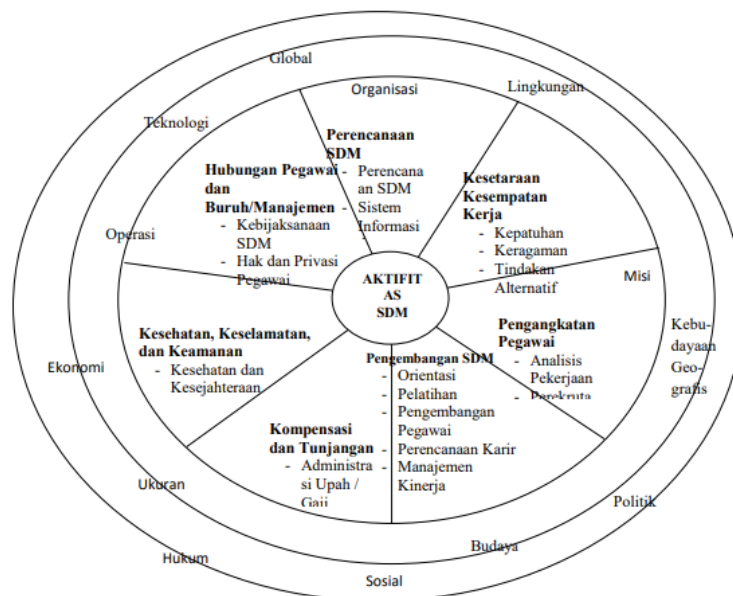 Global
Organisasi
Lingkungan
Teknologi
Perencanaan
SDM
- Perencana
an SDM
- Sistem
Informasi
Hubungan Pegawai
dan
Buruh/Manajemen
- Kebijaksanaan
SDM
- Hak dan Privasi
Pegawai
Kesetaraan
Kesempatan
Kerja
- Kepatuhan
- Keragaman
- Tindakan
Alternatif
Operasi
Misi
AKTIFIT
AS
SDM
Kesehatan, Keselamatan,
dan Keamanan
- Kesehatan dan
Kesejahteraan
Pengangkatan
Pegawai
- Analisis
Pekerjaan
- Perekruta
Kebu-
dayaan
Geo-
grafis
Ekonomi
Pengembangan SDM
- Orientasi
- Pelatihan
- Pengembangan
Pegawai
- Perencanaan Karir
- Manajemen
Kinerja
Kompensasi
dan Tunjangan
- Administra
si Upah /
Gaji
Ukuran
Politik
Budaya
Hukum
Sosial